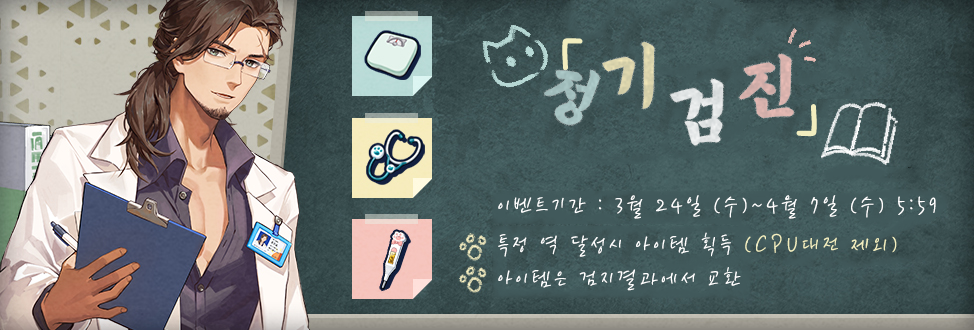 「정기 검진」
이벤트기간 : 3월 24일 (수)~4월 7일 (수) 5:59
특정 역 달성시 아이템 획득 (CPU대전 제외)
아이템은 검지결과에서 교환